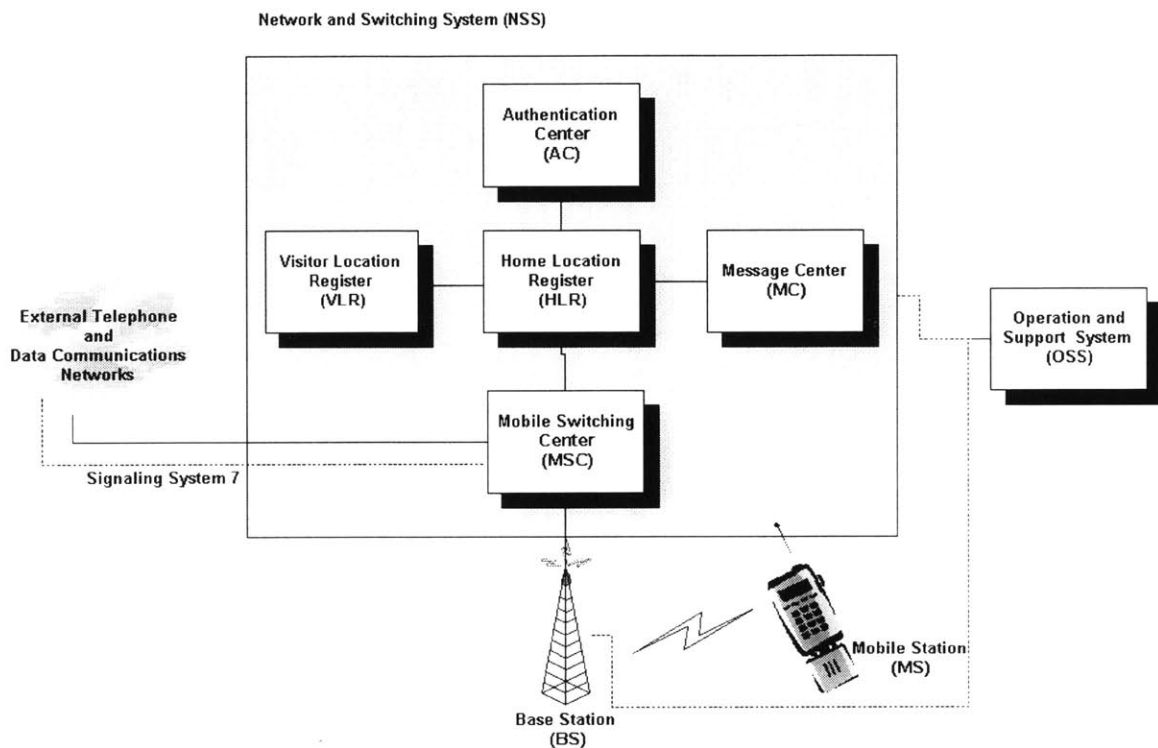 Network and Switching System (NSS)
Authentication
Center
(AC)
Visitor Location
Register
(VLR)
Home Location
Register
(HLR)
Message Center
(MC)
External Telephone
and
Data Communications
Networks
Operation and
Support System
(OSS)
Mobile Switching
Center
(MSC)
Signaling System 7
Mobile Station
(MS)
Base Station
(BS)